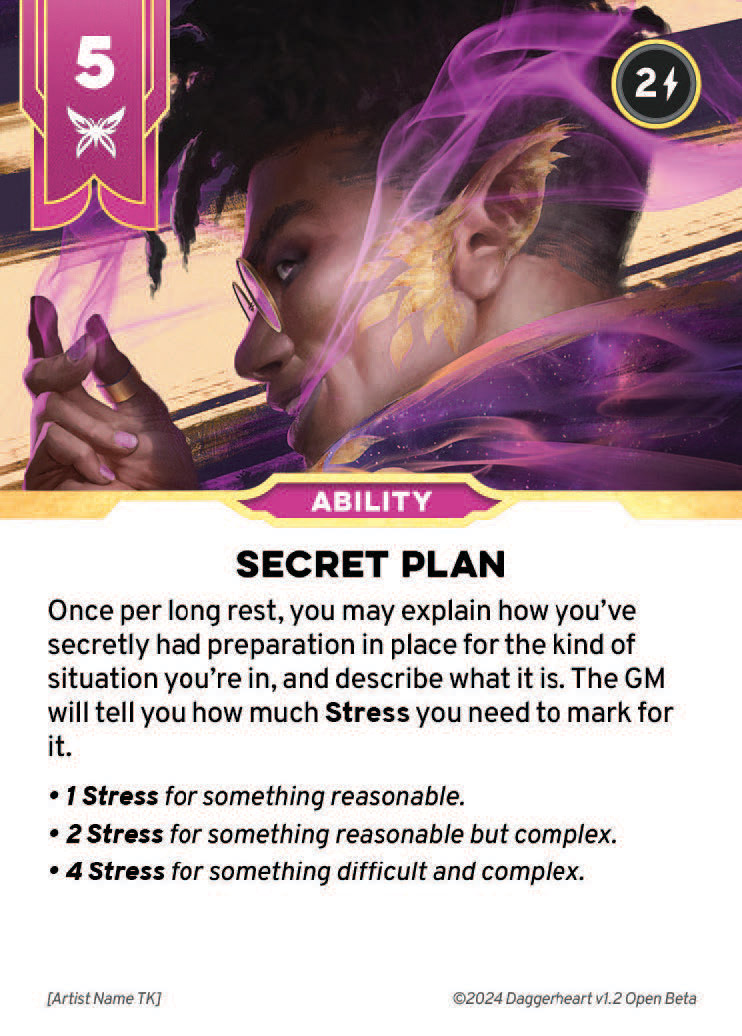 5
2
ABILITY
SECRET PLAN
Once per long rest, you may explain how you’ve
secretly had preparation in place for the kind of
situation you’re in, and describe what it is. The GM
will tell you how much Stress you need to mark for
it.
• 1 Stress for something reasonable.
• 2 Stress for something reasonable but complex.
• 4 Stress for something difficult and complex.
[Artist Name TK]
©2024 Daggerheart v1.2 Open Beta